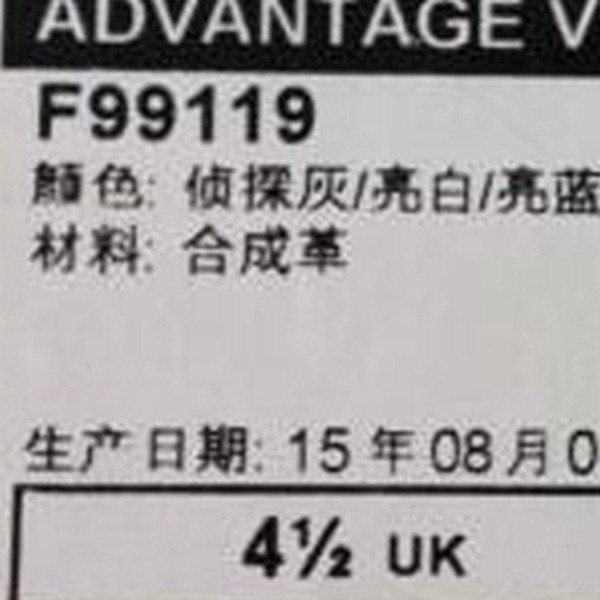 ADVANTAGE V
F99119
顏色: 侦探灰/亮白/亮蓝
材料: 合成革
生产日期: 15 年 08 月 0
4½ UK